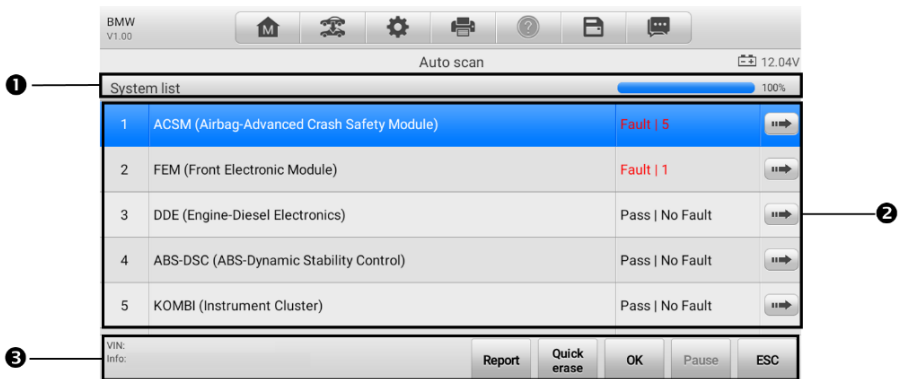 BMW
V1.00
M
?
Auto scan
12.04V
❶
System list
100%
1 ACSM (Airbag-Advanced Crash Safety Module) Fault | 5
2 FEM (Front Electronic Module) Fault | 1
3 DDE (Engine-Diesel Electronics) Pass | No Fault
❷
4 ABS-DSC (ABS-Dynamic Stability Control) Pass | No Fault
5 KOMBI (Instrument Cluster) Pass | No Fault
❸
VIN:
Info:
Report
Quick
erase
OK
Pause
ESC